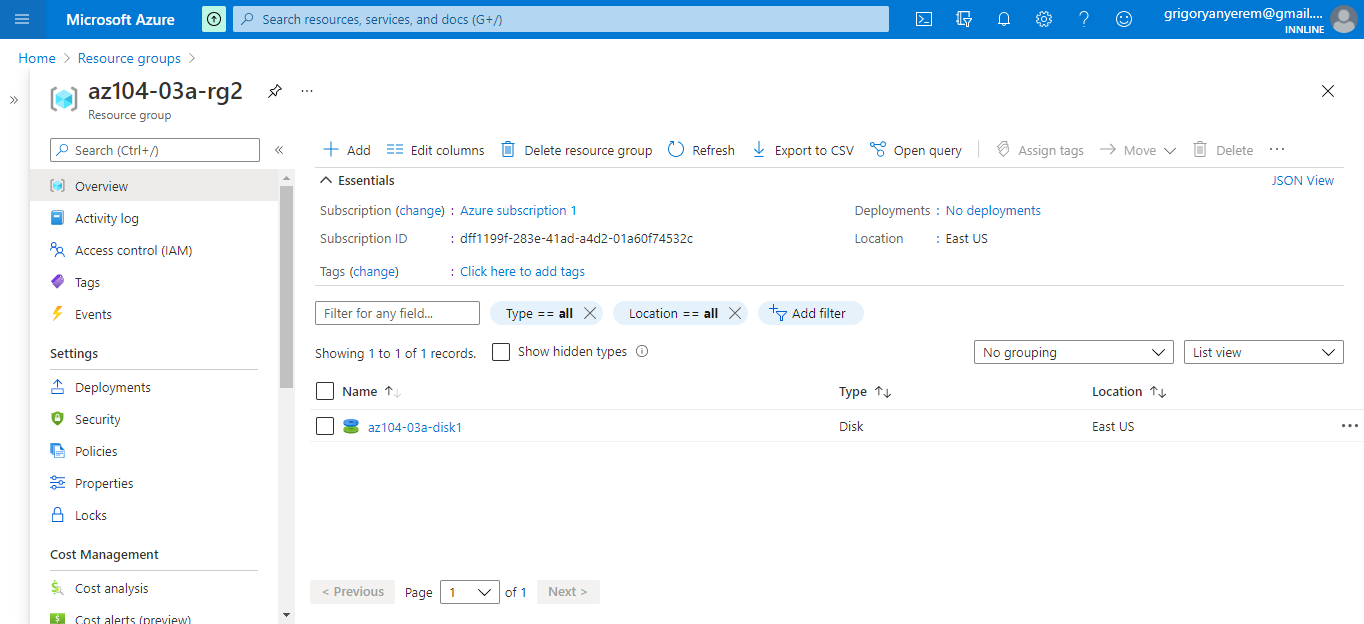 Microsoft Azure
Search resources, services, and docs (G+/)
grigoryanyerem@gmail....
INNLINE
Home > Resource groups >
az104-03a-rg2
Resource group
Search (Ctrl+/)
Overview
Activity log
Access control (IAM)
Tags
Events
Settings
Deployments
Security
Policies
Properties
Locks
Cost Management
Cost analysis
Cost alerts (preview)
Add Edit columns Delete resource group Refresh Export to CSV Open query Assign tags Move Delete ...
Essentials JSON View
Subscription (change) : Azure subscription 1 Deployments : No deployments
Subscription ID : dff1199f-283e-41ad-a4d2-01a60f74532c Location : East US
Tags (change) : Click here to add tags
Filter for any field... Type == all Location == all Add filter
Showing 1 to 1 of 1 records. Show hidden types No grouping List view
Name Type Location
az104-03a-disk1 Disk East US
< Previous Page 1 of 1 Next >